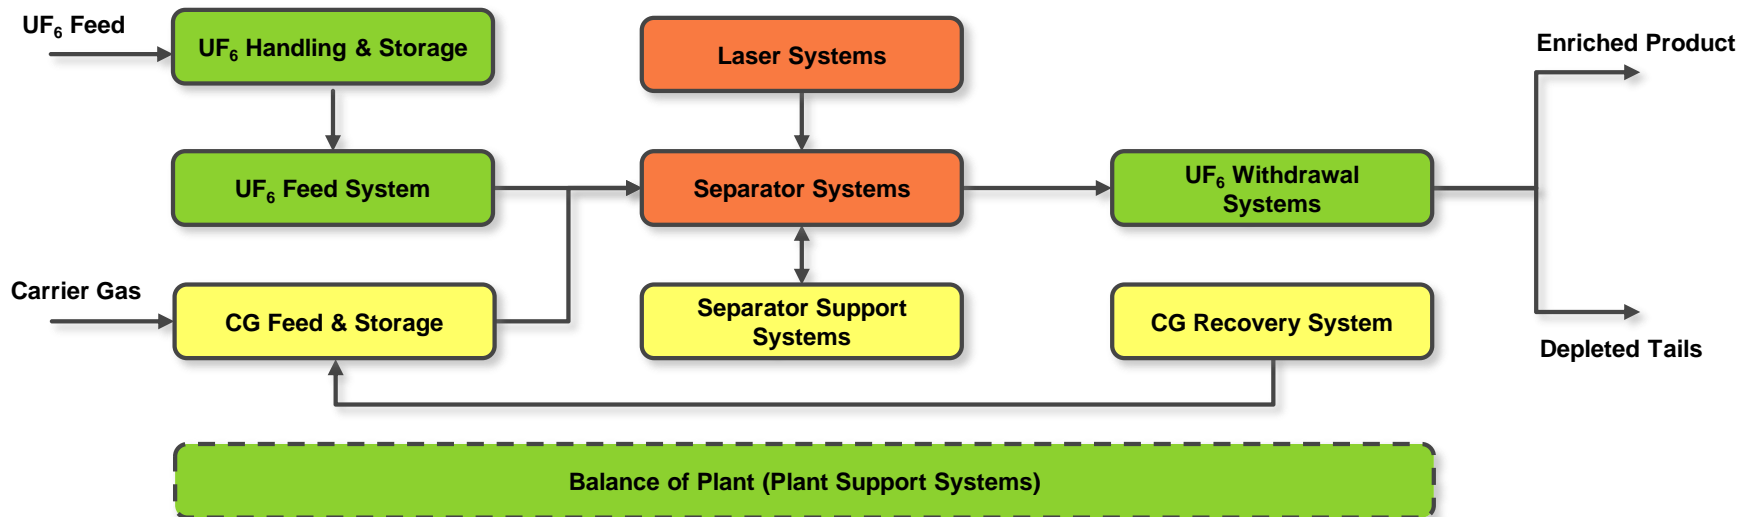 UF₆ Feed
UF₆ Handling & Storage
Laser Systems
Enriched Product
UF₆ Feed System
Separator Systems
UF₆ Withdrawal
Systems
Carrier Gas
CG Feed & Storage
Separator Support
Systems
CG Recovery System
Depleted Tails
Balance of Plant (Plant Support Systems)